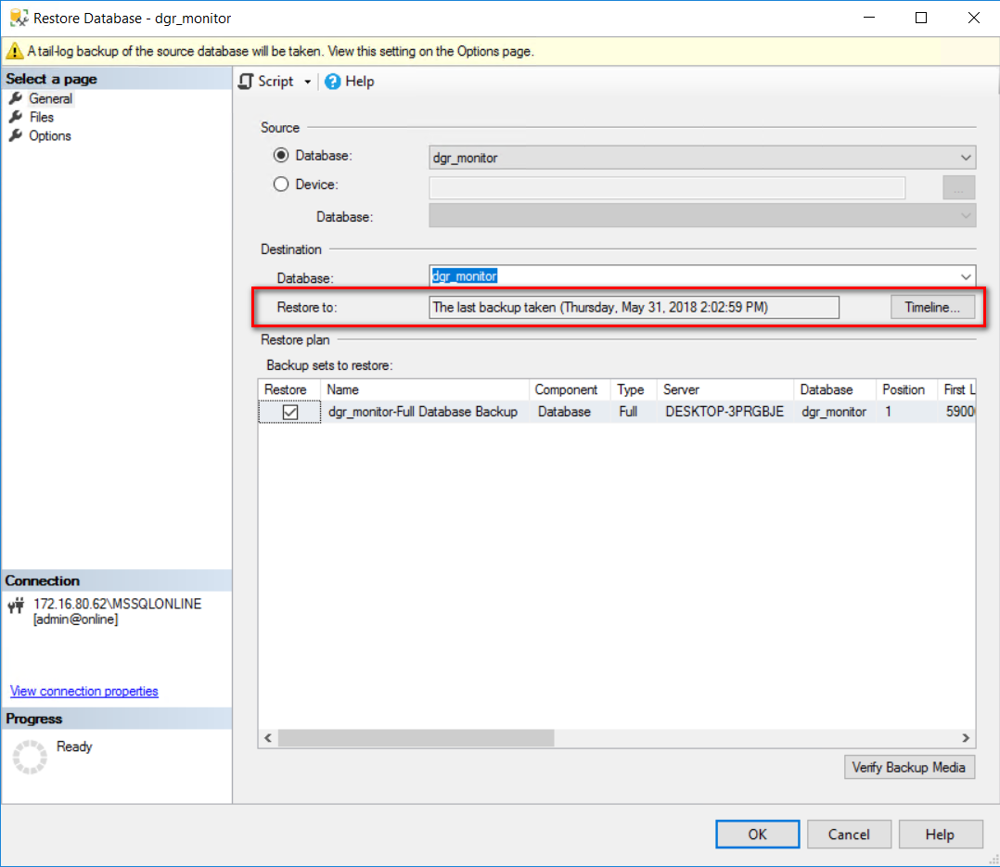 Restore Database - dgr_monitor
A tail-log backup of the source database will be taken. View this setting on the Options page.
Select a page
General
Files
Options
Script
Help
Source
Database:
dgr_monitor
Device:
...
Database:
Destination
Database:
dgr_monitor
Restore to:
The last backup taken (Thursday, May 31, 2018 2:02:59 PM)
Timeline...
Restore plan
Backup sets to restore:
Restore Name Component Type Server Database Position First L
dgr_monitor-Full Database Backup Database Full DESKTOP-3PRGBJE dgr_monitor 1 5900
Connection
172.16.80.62\MSSQLONLINE
[admin@online]
View connection properties
Progress
Ready
Verify Backup Media
OK
Cancel
Help